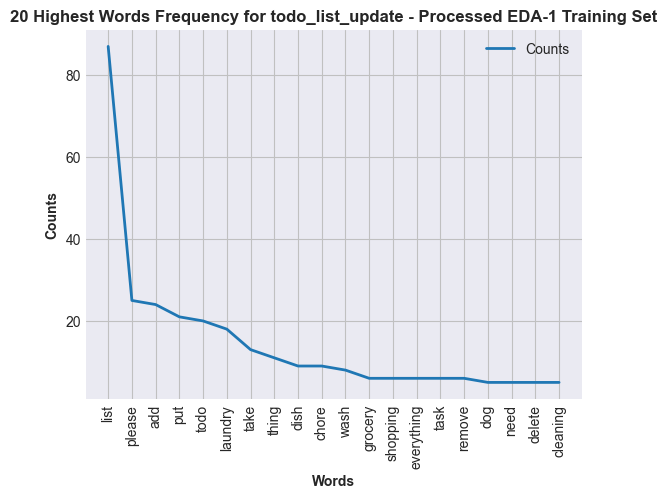 20 Highest Words Frequency for todo_list_update - Processed EDA-1 Training Set
Counts
80
60
40
20
Counts
list
please
add
put
todo
laundry
take
thing
dish
chore
wash
grocery
shopping
everything
task
remove
dog
need
delete
cleaning
Words